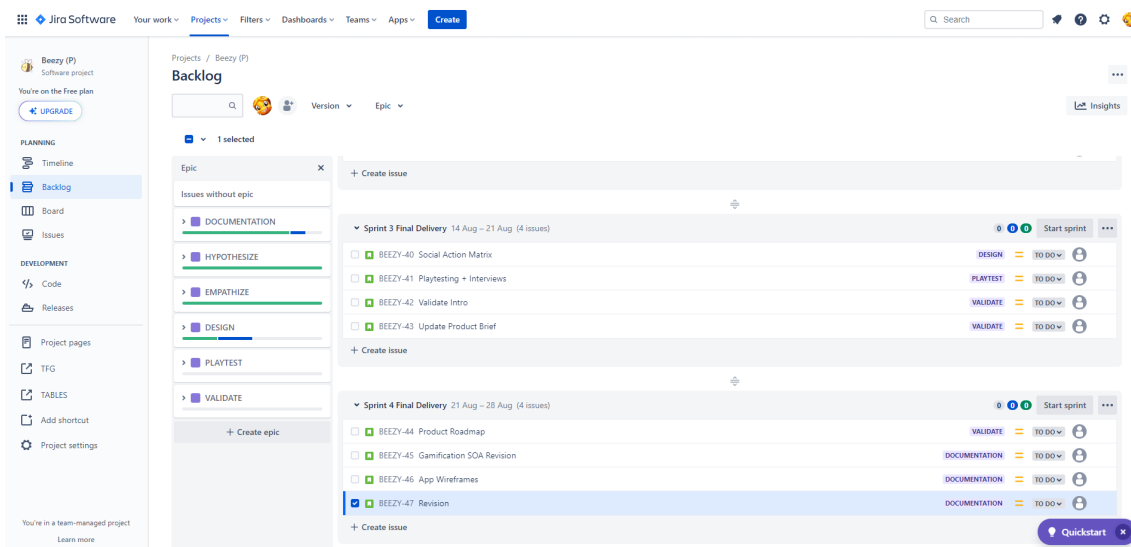 Jira Software Your work Projects Filters Dashboards Teams Apps Create Search
Beezy (P)
Software project
You're on the Free plan
UPGRADE
PLANNING
Timeline
Backlog
Board
Issues
DEVELOPMENT
Code
Releases
Project pages
TFG
TABLES
Add shortcut
Project settings
You're in a team-managed project
Learn more
Projects / Beezy (P)
Backlog
Version Epic Insights
1 selected
Epic
Issues without epic
DOCUMENTATION
HYPOTHESIZE
EMPATHIZE
DESIGN
PLAYTEST
VALIDATE
+ Create epic
+ Create issue
Sprint 3 Final Delivery 14 Aug – 21 Aug (4 issues) 0 0 0 Start sprint
BEEZY-40 Social Action Matrix DESIGN TO DO
BEEZY-41 Playtesting + Interviews PLAYTEST TO DO
BEEZY-42 Validate Intro VALIDATE TO DO
BEEZY-43 Update Product Brief VALIDATE TO DO
+ Create issue
Sprint 4 Final Delivery 21 Aug – 28 Aug (4 issues) 0 0 0 Start sprint
BEEZY-44 Product Roadmap VALIDATE TO DO
BEEZY-45 Gamification SOA Revision DOCUMENTATION TO DO
BEEZY-46 App Wireframes DOCUMENTATION TO DO
BEEZY-47 Revision DOCUMENTATION TO DO
+ Create issue
Quickstart